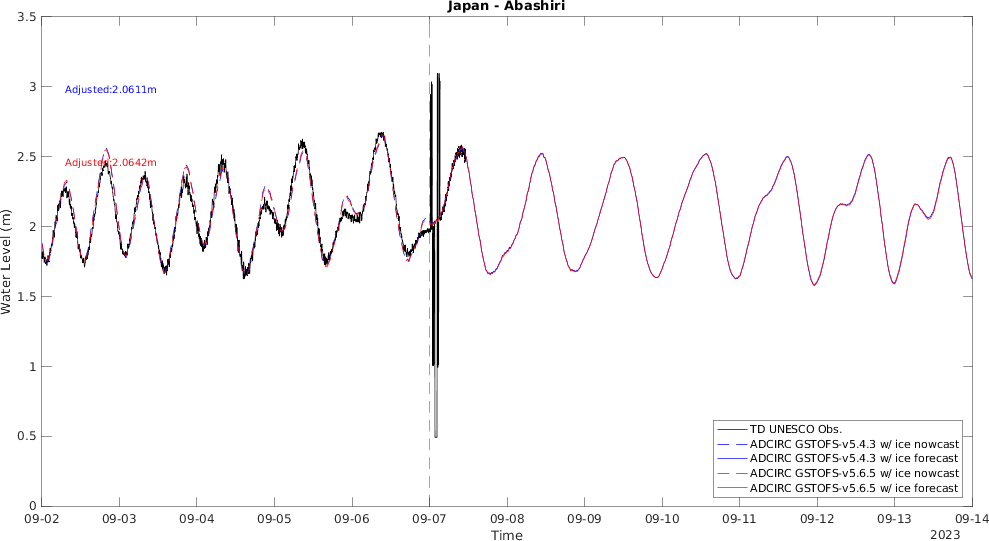 Japan - Abashiri
3.5
3
2.5
2
1.5
1
0.5
0
Water Level (m)
Adjusted:2.0611m
Adjusted:2.0642m
TD UNESCO Obs.
ADCIRC GSTOFS-v5.4.3 w/ ice nowcast
ADCIRC GSTOFS-v5.4.3 w/ ice forecast
ADCIRC GSTOFS-v5.6.5 w/ ice nowcast
ADCIRC GSTOFS-v5.6.5 w/ ice forecast
09-02 09-03 09-04 09-05 09-06 09-07 09-08 09-09 09-10 09-11 09-12 09-13 09-14
Time
2023